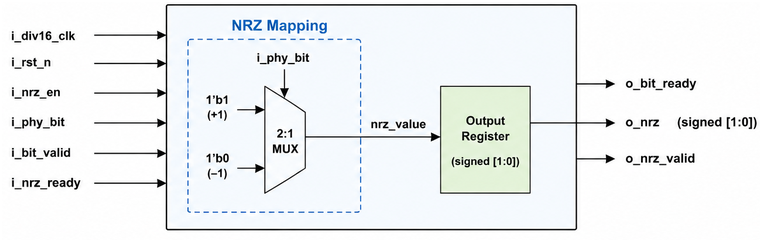 NRZ Mapping
i_div16_clk
i_rst_n
i_nrz_en
i_phy_bit
i_bit_valid
i_nrz_ready
i_phy_bit
1'b1
(+1)
1'b0
(−1)
2:1
MUX
nrz_value
Output
Register
(signed [1:0])
o_bit_ready
o_nrz (signed [1:0])
o_nrz_valid